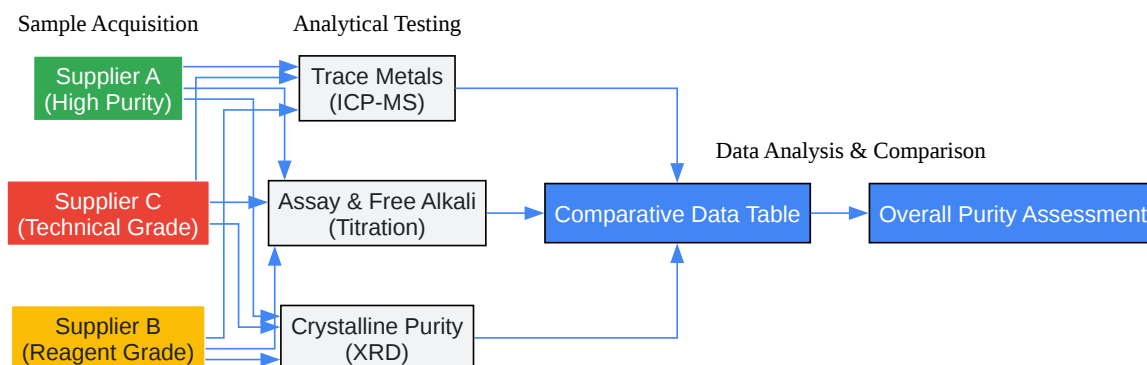 Sample Acquisition
Analytical Testing
Supplier A
(High Purity)
Trace Metals
(ICP-MS)
Data Analysis & Comparison
Supplier C
(Technical Grade)
Assay & Free Alkali
(Titration)
Comparative Data Table
Overall Purity Assessment
Supplier B
(Reagent Grade)
Crystalline Purity
(XRD)